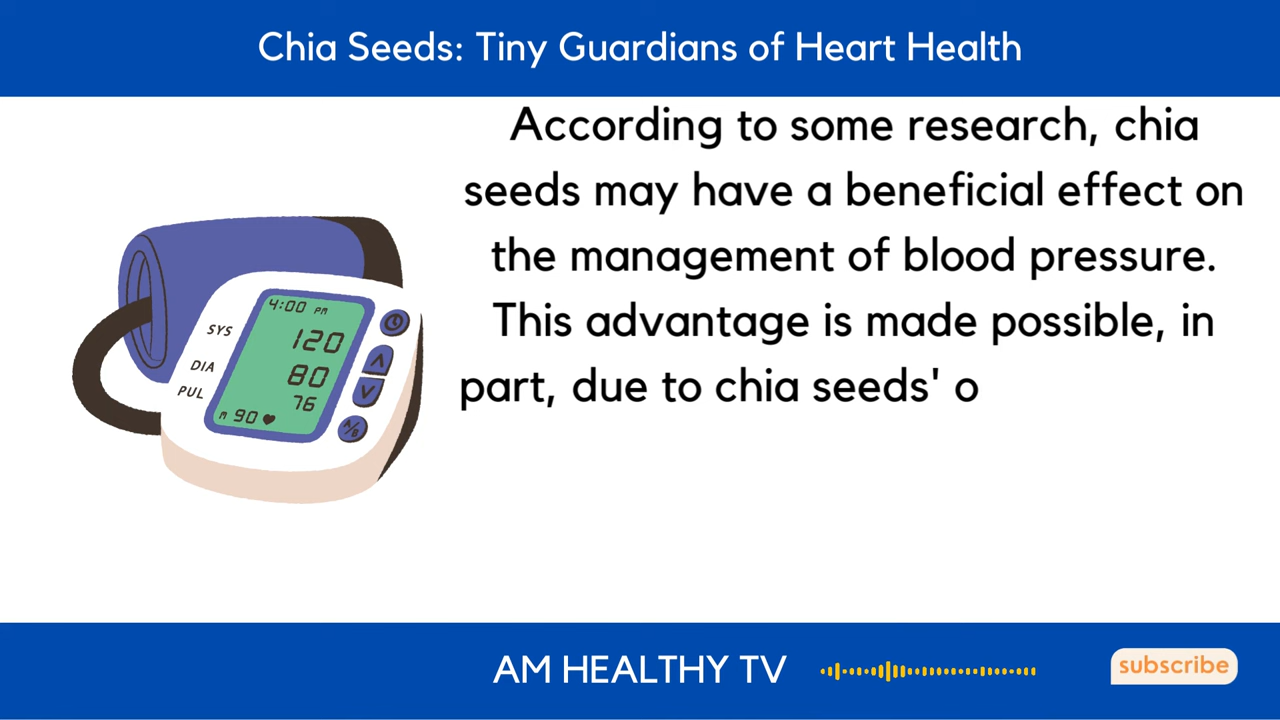 Chia Seeds: Tiny Guardians of Heart Health
According to some research, chia
seeds may have a beneficial effect on
the management of blood pressure.
This advantage is made possible, in
part, due to chia seeds' o
4:00 PM
SYS
120
DIA
80
PUL
76
M 90
A/B
AM HEALTHY TV
subscribe